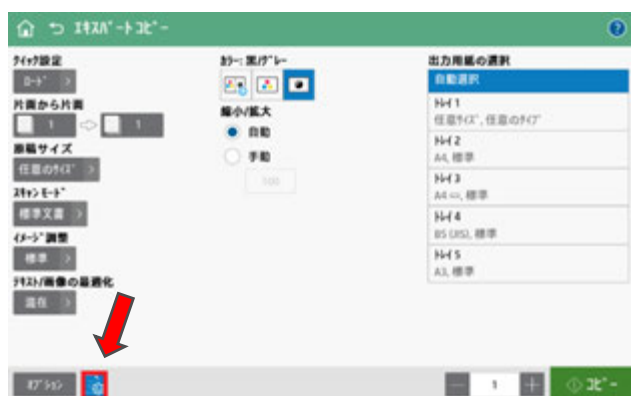 エキスパートコピー
クイック設定
ロード
片面から片面
1
1
原稿サイズ
任意のサイズ
スキャンモード
標準文書
イメージ調整
標準
テキスト/画像の最適化
混在
オプション
カラー: 黒/グレー
縮小/拡大
自動
手動
100
出力用紙の選択
自動選択
トレイ 1
任意サイズ, 任意のタイプ
トレイ 2
A4, 標準
トレイ 3
A4, 標準
トレイ 4
B5 (JIS), 標準
トレイ 5
A3, 標準
1
コピー